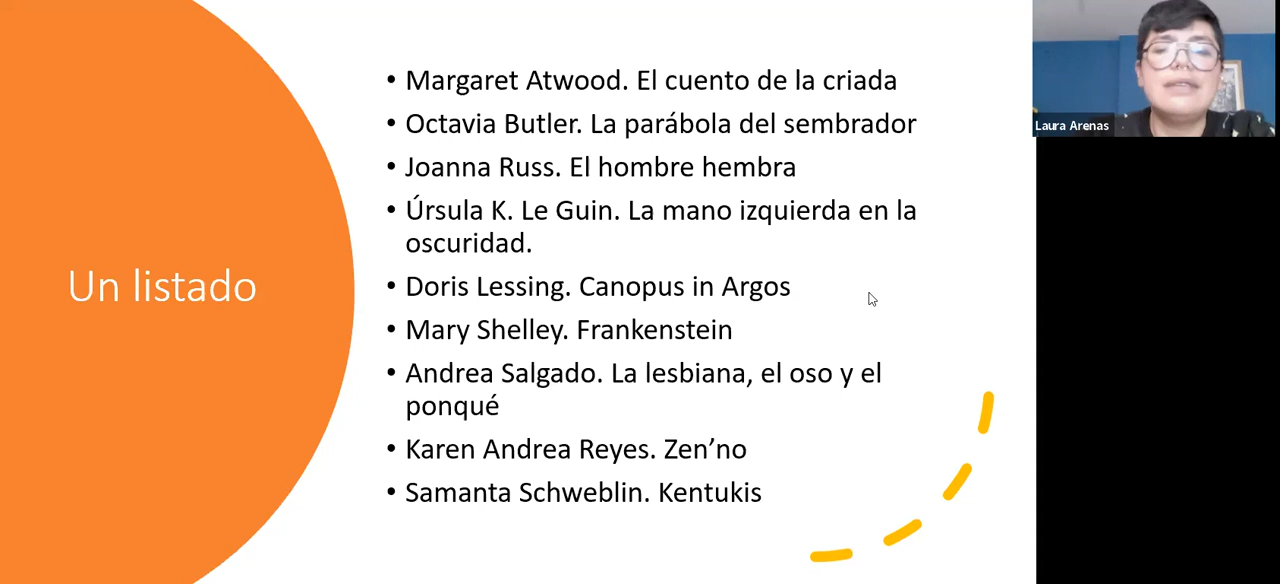 Un listado
• Margaret Atwood. El cuento de la criada
• Octavia Butler. La parábola del sembrador
• Joanna Russ. El hombre hembra
• Úrsula K. Le Guin. La mano izquierda en la
oscuridad.
• Doris Lessing. Canopus in Argos
• Mary Shelley. Frankenstein
• Andrea Salgado. La lesbiana, el oso y el
ponqué
• Karen Andrea Reyes. Zen’no
• Samanta Schweblin. Kentukis
Laura Arenas